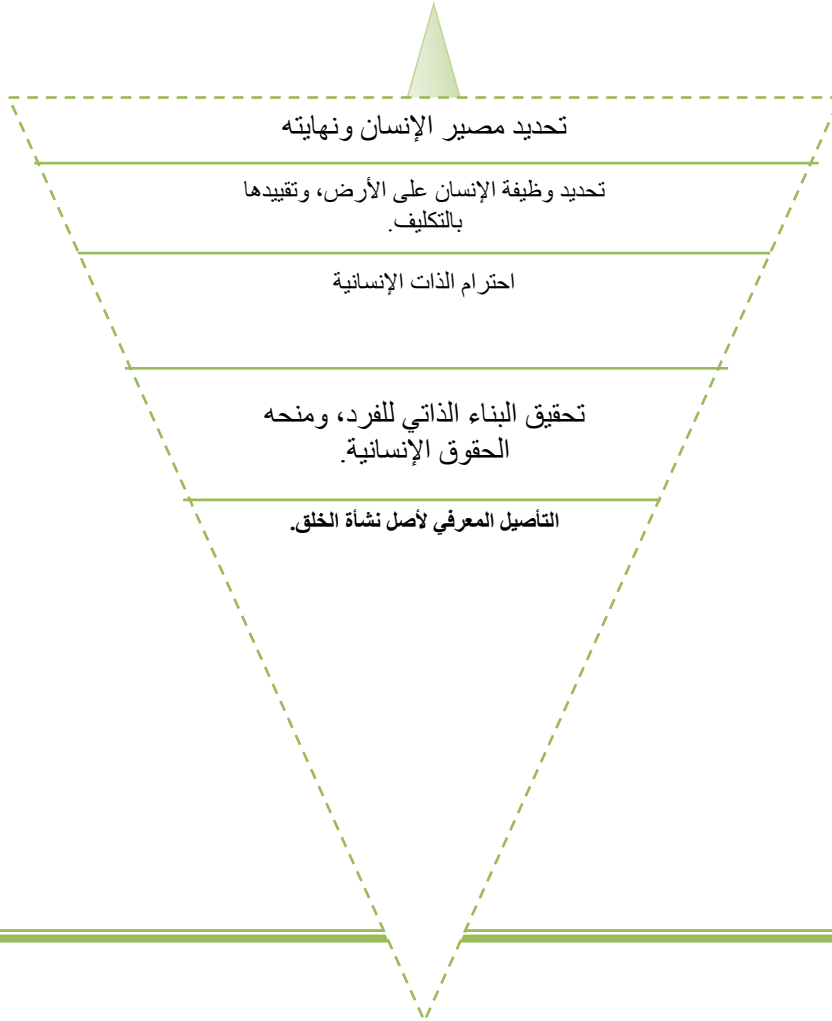 تحديد مصير الإنسان ونهايته
تحديد وظيفة الإنسان على الأرض، وتقييدها
بالتكليف.
احترام الذات الإنسانية
تحقيق البناء الذاتي للفرد، ومنحه
الحقوق الإنسانية.
التأصيل المعرفي لأصل نشأة الخلق.